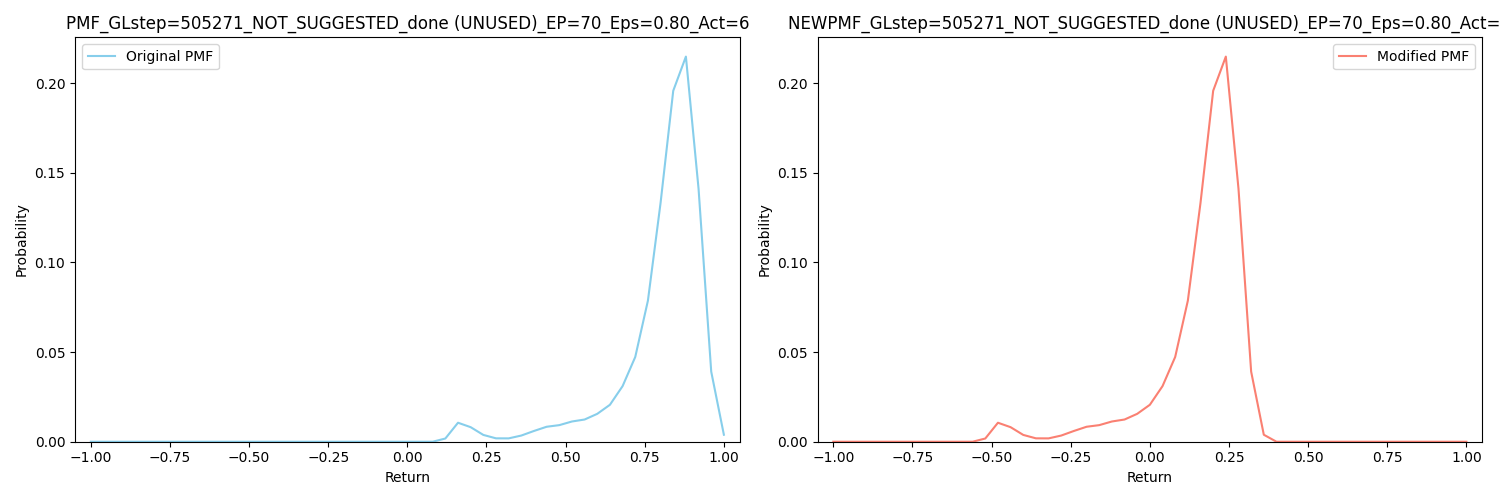 PMF_GLstep=505271_NOT_SUGGESTED_done (UNUSED)_EP=70_Eps=0.80_Act=6
Original PMF
Probability
0.20
0.15
0.10
0.05
0.00
−1.00 −0.75 −0.50 −0.25 0.00 0.25 0.50 0.75 1.00
Return
NEWPMF_GLstep=505271_NOT_SUGGESTED_done (UNUSED)_EP=70_Eps=0.80_Act=
Modified PMF
Probability
0.20
0.15
0.10
0.05
0.00
−1.00 −0.75 −0.50 −0.25 0.00 0.25 0.50 0.75 1.00
Return